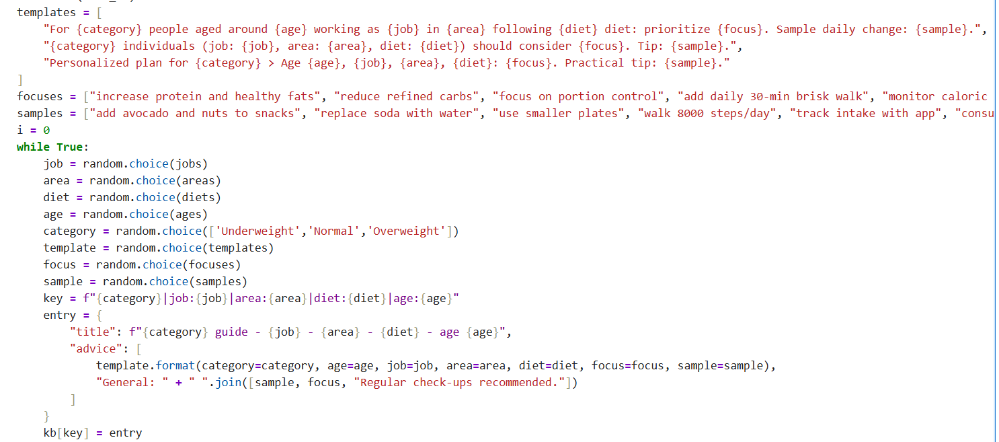 templates = [
    "For {category} people aged around {age} working as {job} in {area} following {diet} diet: prioritize {focus}. Sample daily change: {sample}.",
    "{category} individuals (job: {job}, area: {area}, diet: {diet}) should consider {focus}. Tip: {sample}.",
    "Personalized plan for {category} > Age {age}, {job}, {area}, {diet}: {focus}. Practical tip: {sample}."
]
focuses = ["increase protein and healthy fats", "reduce refined carbs", "focus on portion control", "add daily 30-min brisk walk", "monitor caloric
samples = ["add avocado and nuts to snacks", "replace soda with water", "use smaller plates", "walk 8000 steps/day", "track intake with app", "consu
i = 0
while True:
    job = random.choice(jobs)
    area = random.choice(areas)
    diet = random.choice(diets)
    age = random.choice(ages)
    category = random.choice(['Underweight','Normal','Overweight'])
    template = random.choice(templates)
    focus = random.choice(focuses)
    sample = random.choice(samples)
    key = f"{category}|job:{job}|area:{area}|diet:{diet}|age:{age}"
    entry = {
        "title": f"{category} guide - {job} - {area} - {diet} - age {age}",
        "advice": [
            template.format(category=category, age=age, job=job, area=area, diet=diet, focus=focus, sample=sample),
            "General: " + " ".join([sample, focus, "Regular check-ups recommended."])
        ]
    }
    kb[key] = entry